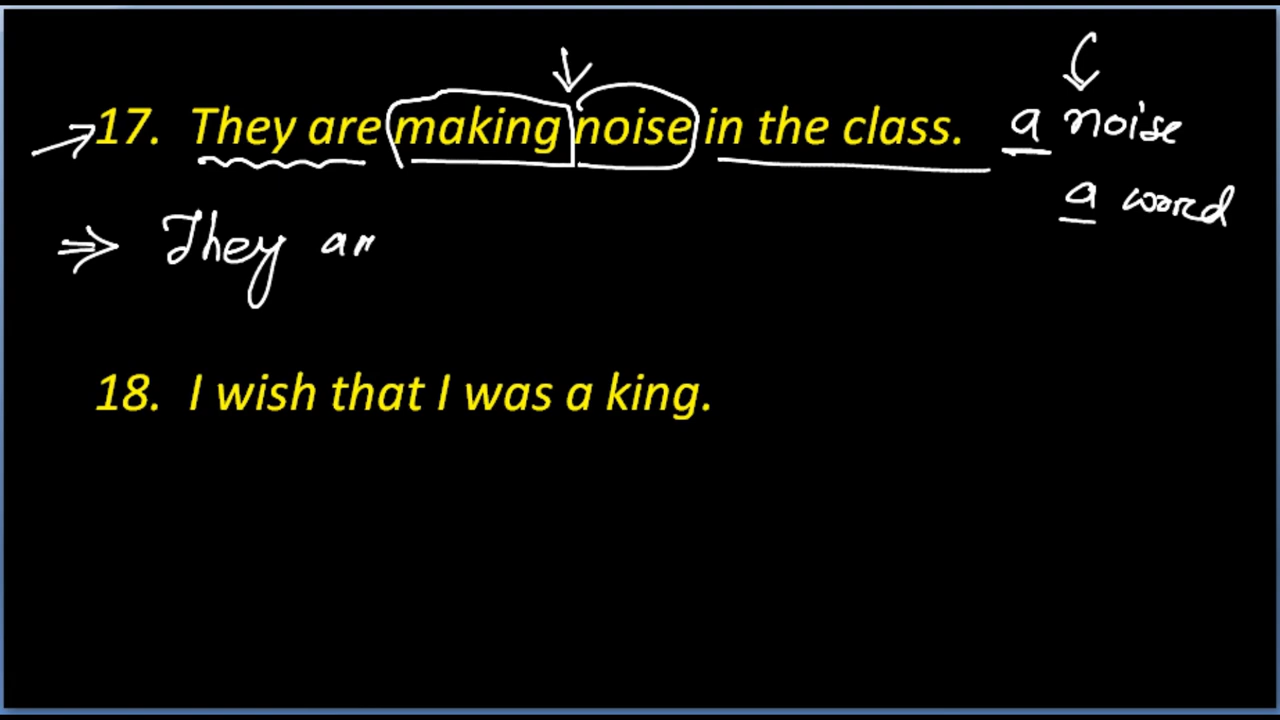 17. They are making noise in the class. a noise
a word
⇒ They ar
18. I wish that I was a king.